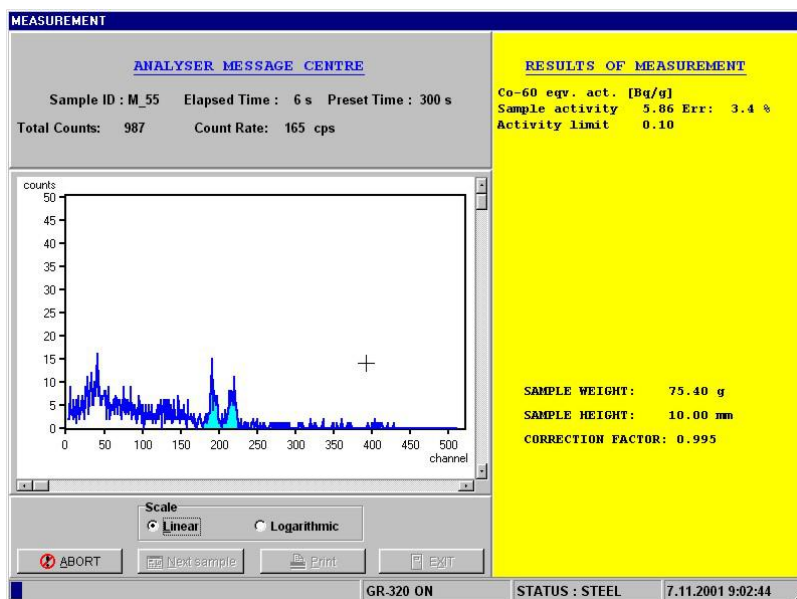 MEASUREMENT
ANALYSER MESSAGE CENTRE
Sample ID : M_55 Elapsed Time : 6 s Preset Time : 300 s
Total Counts: 987 Count Rate: 165 cps
RESULTS OF MEASUREMENT
Co-60 eqv. act. [Bq/g]
Sample activity 5.86 Err: 3.4 %
Activity limit 0.10
counts
50
45
40
35
30
25
20
15
10
5
0
0 50 100 150 200 250 300 350 400 450 500
channel
SAMPLE WEIGHT: 75.40 g
SAMPLE HEIGHT: 10.00 mm
CORRECTION FACTOR: 0.995
Scale
Linear Logarithmic
ABORT Next sample Print EXIT
GR-320 ON STATUS : STEEL 7.11.2001 9:02:44